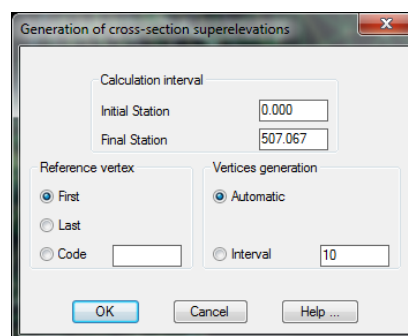 Generation of cross-section superelevations
Calculation interval
Initial Station 0.000
Final Station 507.067
Reference vertex
First
Last
Code
Vertices generation
Automatic
Interval 10
OK Cancel Help ...